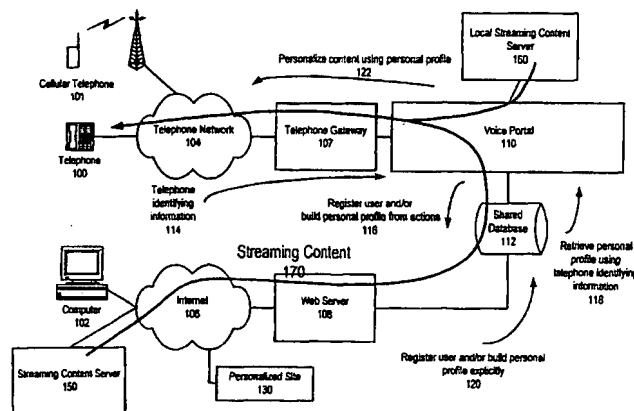 Local Streaming Content
Server
160
Personalize content using personal profile
122
Cellular Telephone
101
Telephone Network
104
Telephone Gateway
107
Voice Portal
110
Telephone
100
Telephone
identifying
information
114
Register user and/or
build personal profile from actions
116
Shared
Database
112
Retrieve personal
profile using
telephone identifying
information
118
Streaming Content
170
Computer
102
Internet
106
Web Server
108
Register user and/or build personal
profile explicitly
120
Streaming Content Server
150
Personalized Site
130